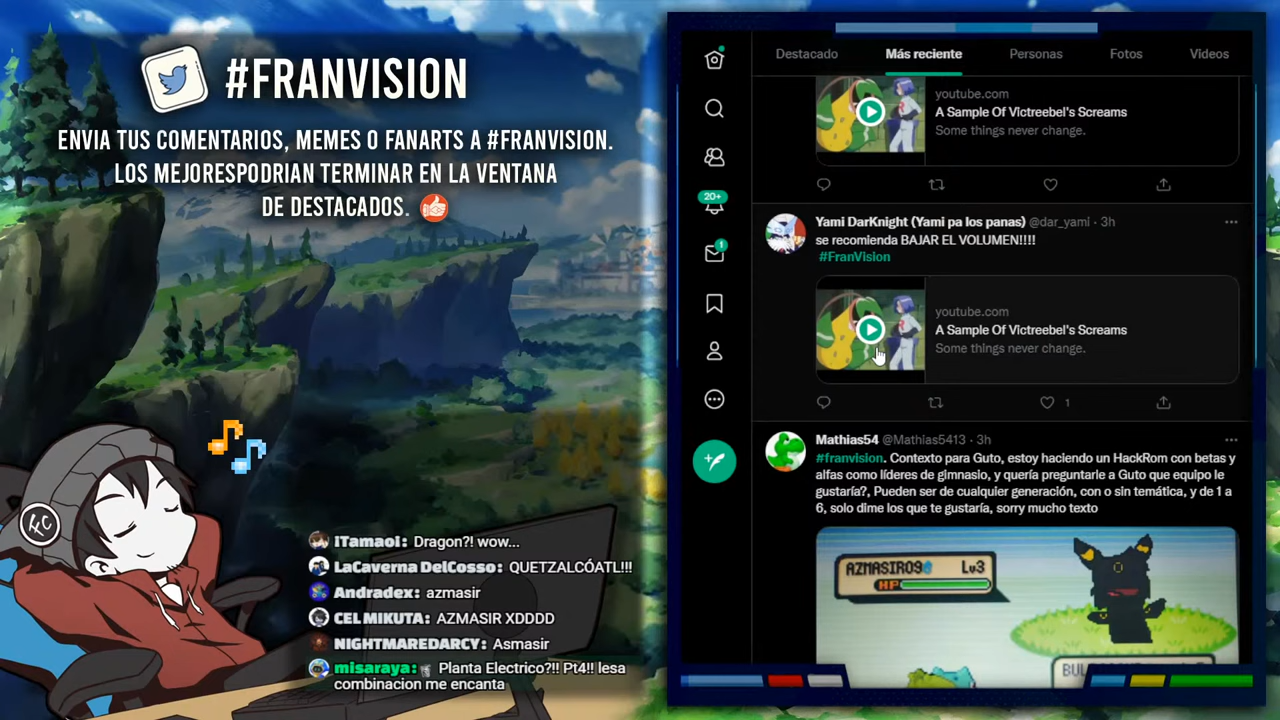 #FRANVISION
ENVIA TUS COMENTARIOS, MEMES O FANARTS A #FRANVISION.
LOS MEJORESPODRIAN TERMINAR EN LA VENTANA
DE DESTACADOS.
FC
iTamaoi: Dragon?! wow...
LaCaverna DelCosso: QUETZALCÓATL!!!
Andradex: azmasir
CEL MIKUTA: AZMASIR XDDDD
NIGHTMAREDARCY: Asmasir
misaraya: Planta Electrico?!! Pt4!! lesa
combinacion me encanta
20+
1
Destacado Más reciente Personas Fotos Videos
youtube.com
A Sample Of Victreebel's Screams
Some things never change.
Yami DarKnight (Yami pa los panas) @dar_yami · 3h
se recomienda BAJAR EL VOLUMEN!!!!
#FranVision
youtube.com
A Sample Of Victreebel's Screams
Some things never change.
1
Mathias54 @Mathias5413 · 3h
#franvision. Contexto para Guto, estoy haciendo un HackRom con betas y
alfas como líderes de gimnasio, y quería preguntarle a Guto que equipo le
gustaría?, Pueden ser de cualquier generación, con o sin temática, y de 1 a
6, solo dime los que te gustaría, sorry mucho texto
AZMASIR09 Lv3
HP